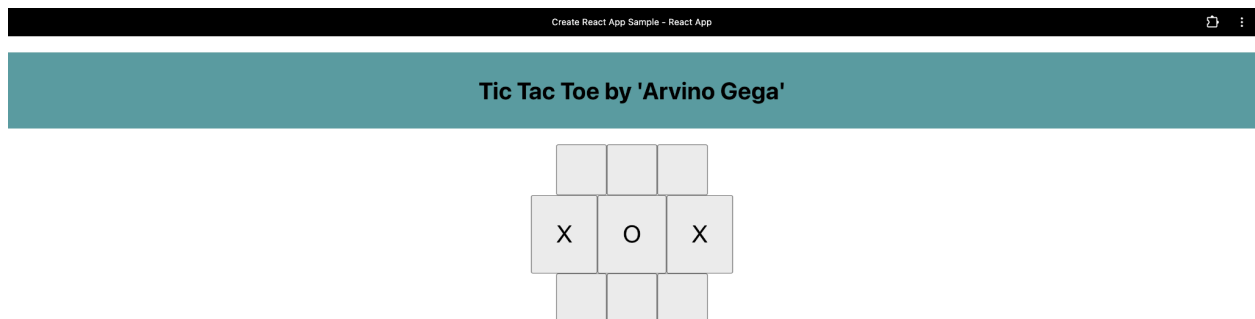 Create React App Sample - React App
Tic Tac Toe by 'Arvino Gega'
X O X